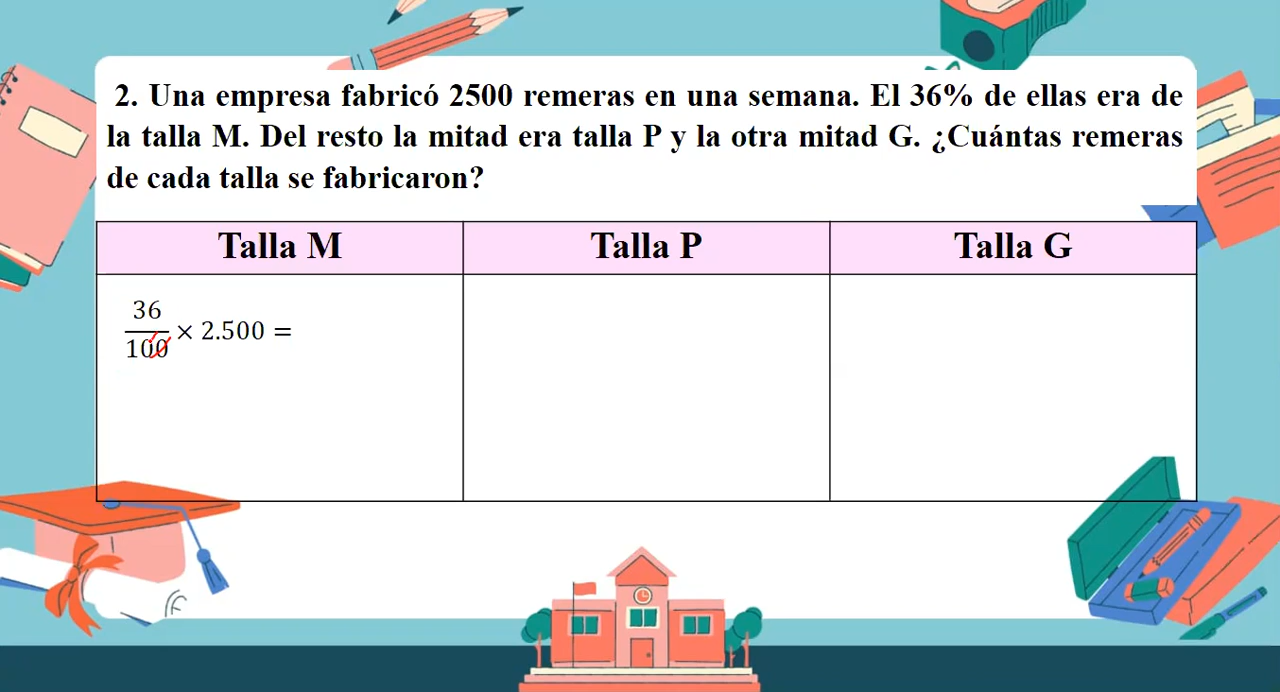 2. Una empresa fabricó 2500 remeras en una semana. El 36% de ellas era de
la talla M. Del resto la mitad era talla P y la otra mitad G. ¿Cuántas remeras
de cada talla se fabricaron?
Talla M Talla P Talla G
36
100 × 2.500 =